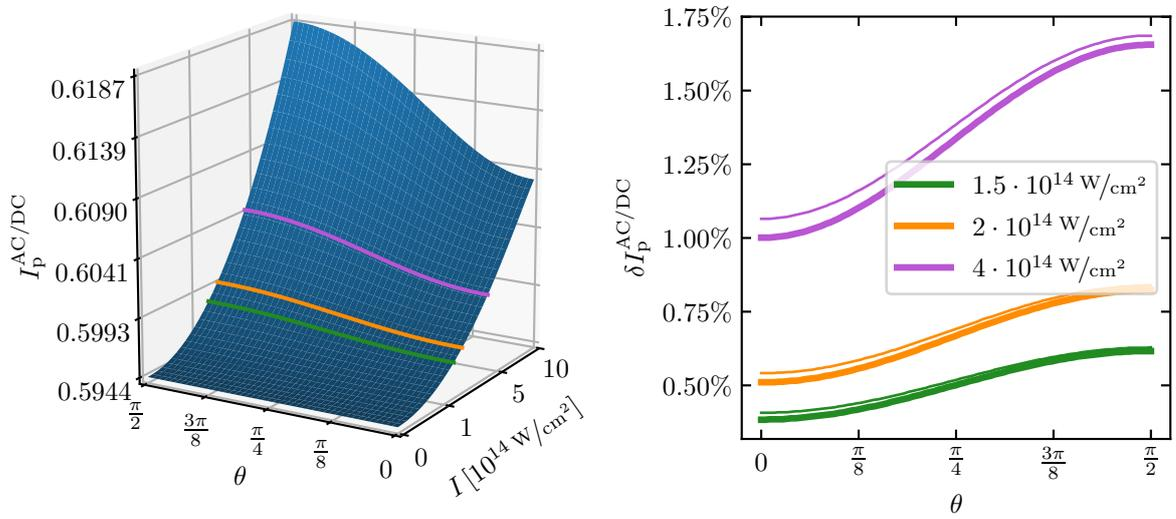 0.6187
0.6139
0.6090
0.6041
0.5993
0.5944
I_p^AC/DC
π/2
3π/8
π/4
π/8
0
θ
0
1
5
10
I [10^14 W/cm²]
1.75%
1.50%
1.25%
1.00%
0.75%
0.50%
δI_p^AC/DC
1.5 · 10^14 W/cm²
2 · 10^14 W/cm²
4 · 10^14 W/cm²
0
π/8
π/4
3π/8
π/2
θ